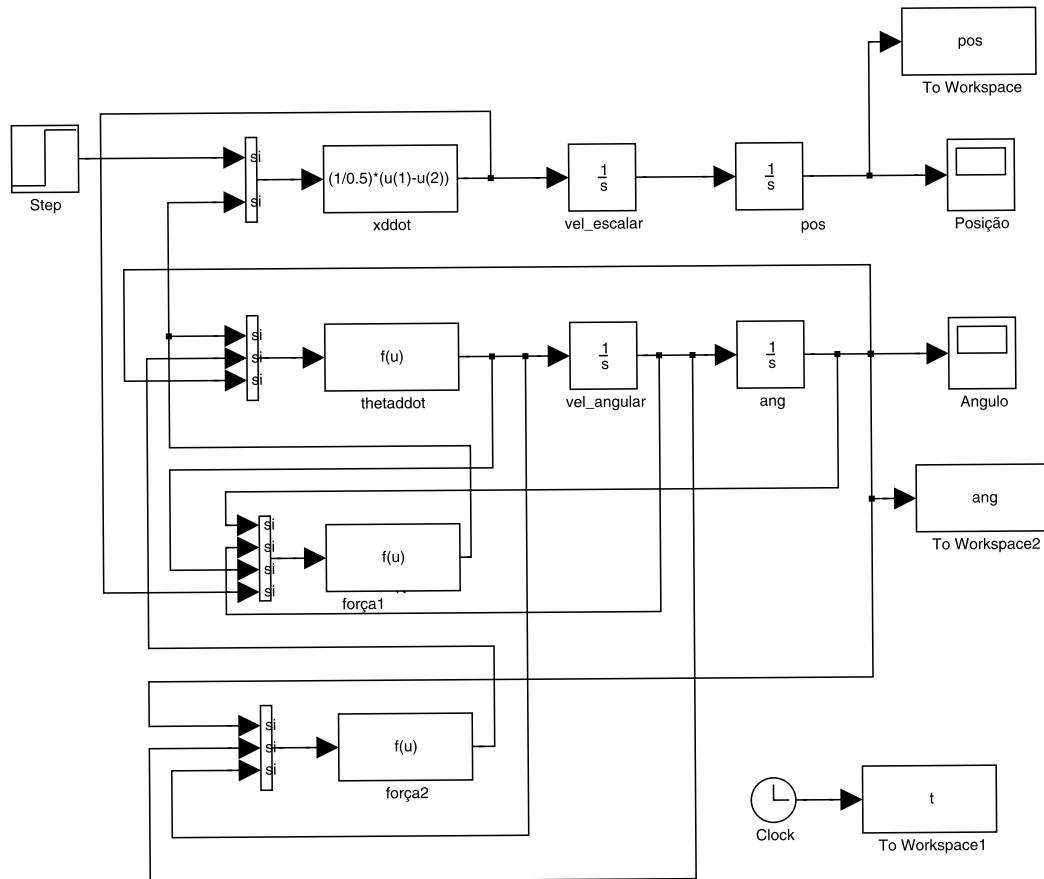 pos
To Workspace
si
(1/0.5)*(u(1)-u(2))
1
s
1
s
si
Step
xddot
vel_escalar
pos
Posição
si
si
si
f(u)
1
s
1
s
thetaddot
vel_angular
ang
Angulo
ang
To Workspace2
si
si
si
si
f(u)
força1
si
si
si
f(u)
força2
t
Clock
To Workspace1